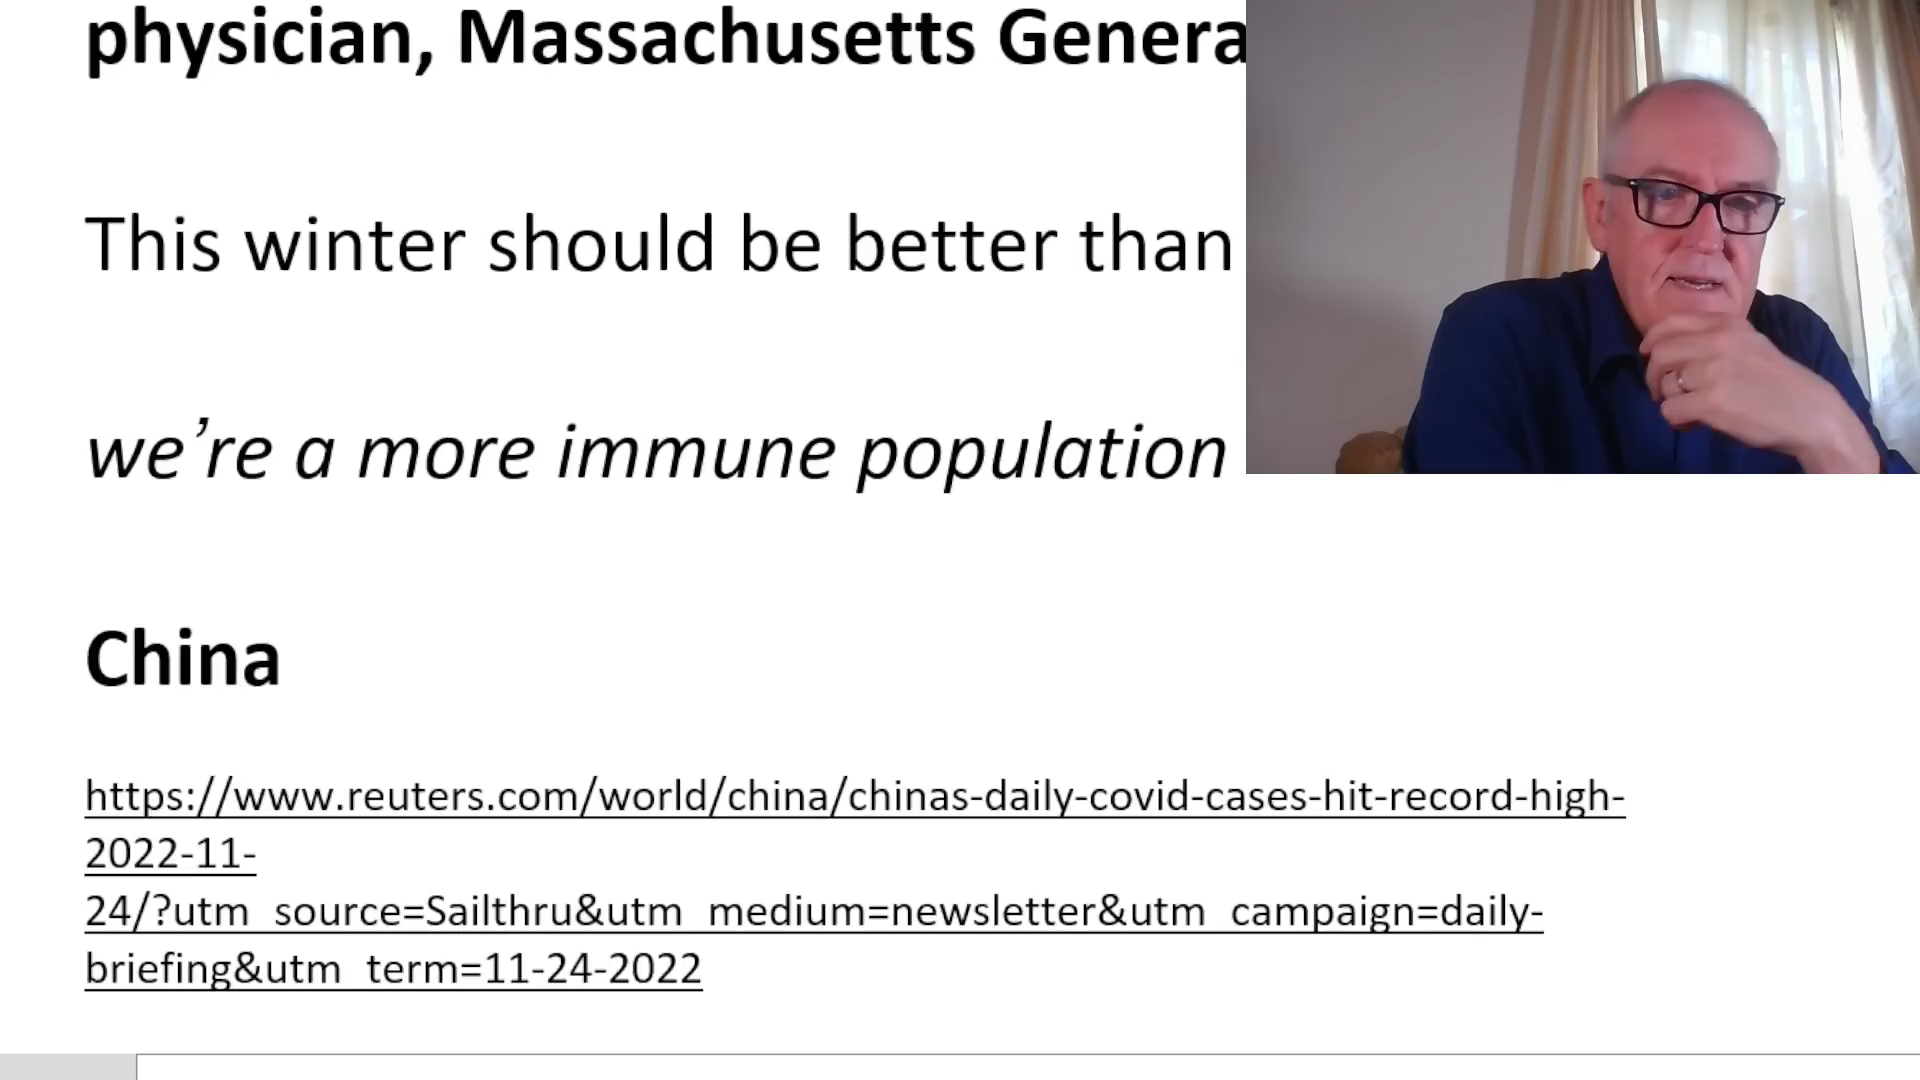 physician, Massachusetts Genera
This winter should be better than
we’re a more immune population
China
https://www.reuters.com/world/china/chinas-daily-covid-cases-hit-record-high-
2022-11-
24/?utm_source=Sailthru&utm_medium=newsletter&utm_campaign=daily-
briefing&utm_term=11-24-2022